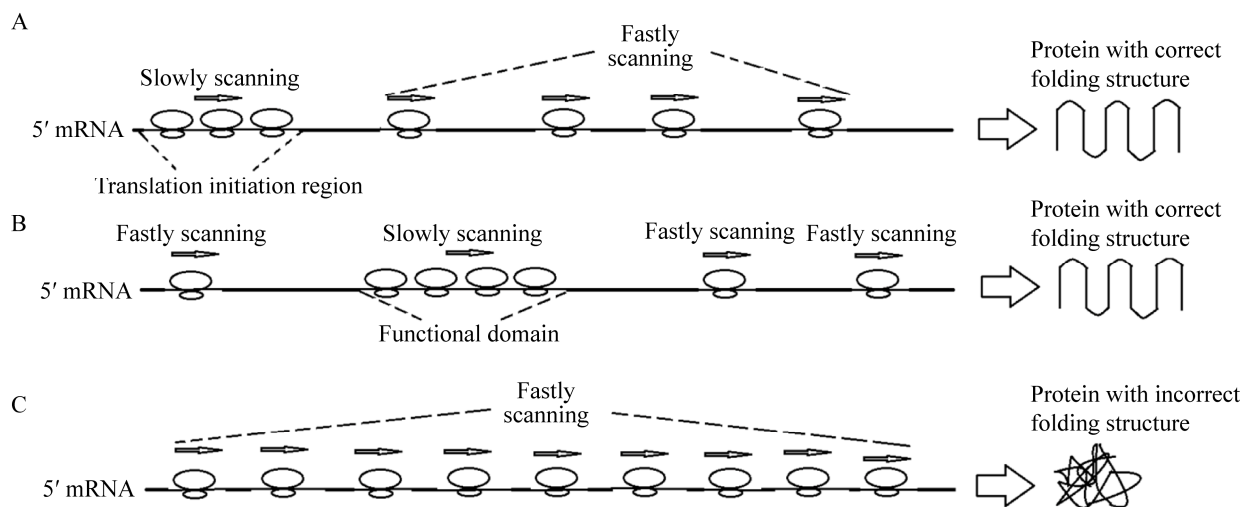 A
Fastly
scanning
Slowly scanning
5′ mRNA
Translation initiation region
Protein with correct
folding structure
B
Fastly scanning
Slowly scanning
Fastly scanning
Fastly scanning
5′ mRNA
Functional domain
Protein with correct
folding structure
C
Fastly
scanning
5′ mRNA
Protein with incorrect
folding structure